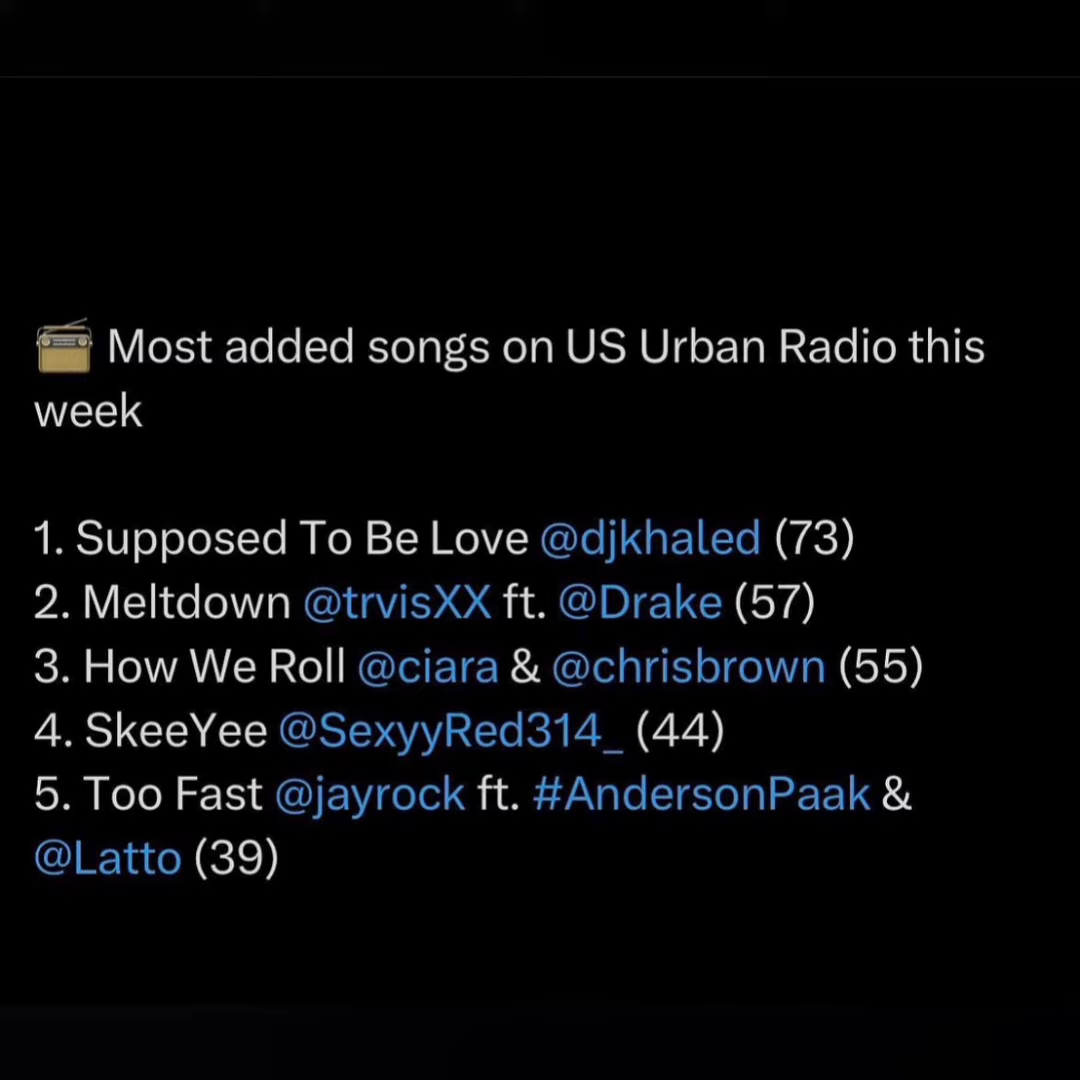 📻 Most added songs on US Urban Radio this
week
1. Supposed To Be Love @djkhaled (73)
2. Meltdown @trvisXX ft. @Drake (57)
3. How We Roll @ciara & @chrisbrown (55)
4. SkeeYee @SexyyRed314_ (44)
5. Too Fast @jayrock ft. #AndersonPaak &
@Latto (39)